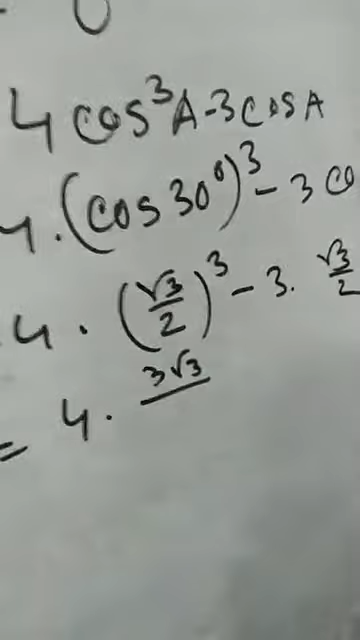 4 cos³A - 3 cos A
4 . (cos 30°)³ - 3 co
4 . (√3/2)³ - 3 . √3/2
= 4 . 3√3